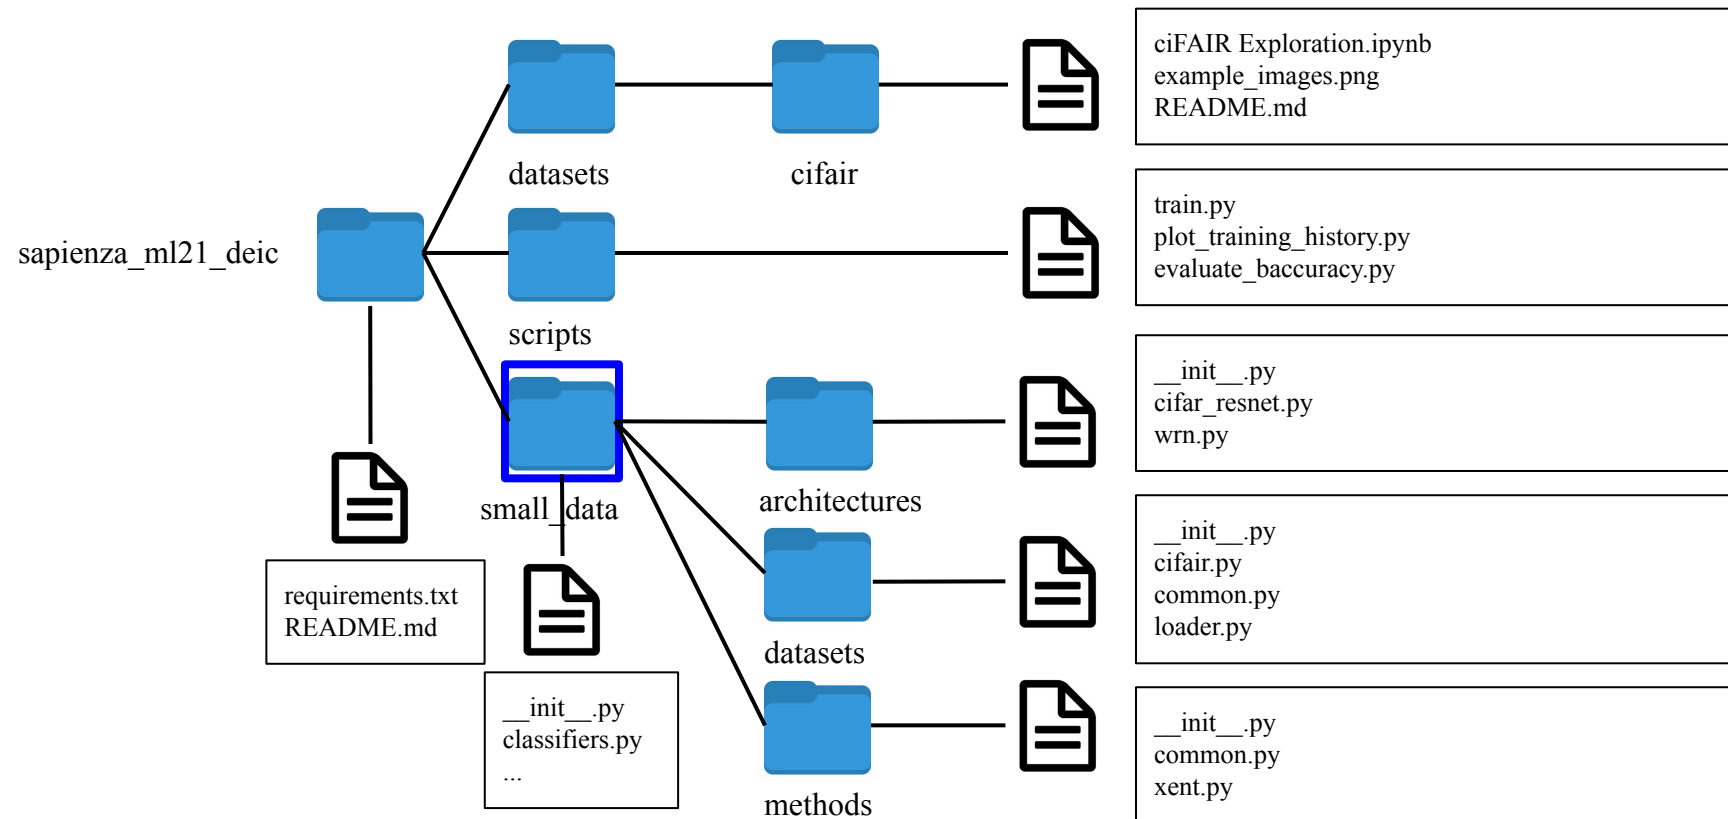 ciFAIR Exploration.ipynb
example_images.png
README.md
datasets
cifair
train.py
plot_training_history.py
evaluate_baccuracy.py
sapienza_ml21_deic
scripts
__init__.py
cifar_resnet.py
wrn.py
small_data
architectures
__init__.py
cifair.py
common.py
loader.py
requirements.txt
README.md
datasets
__init__.py
classifiers.py
...
__init__.py
common.py
xent.py
methods